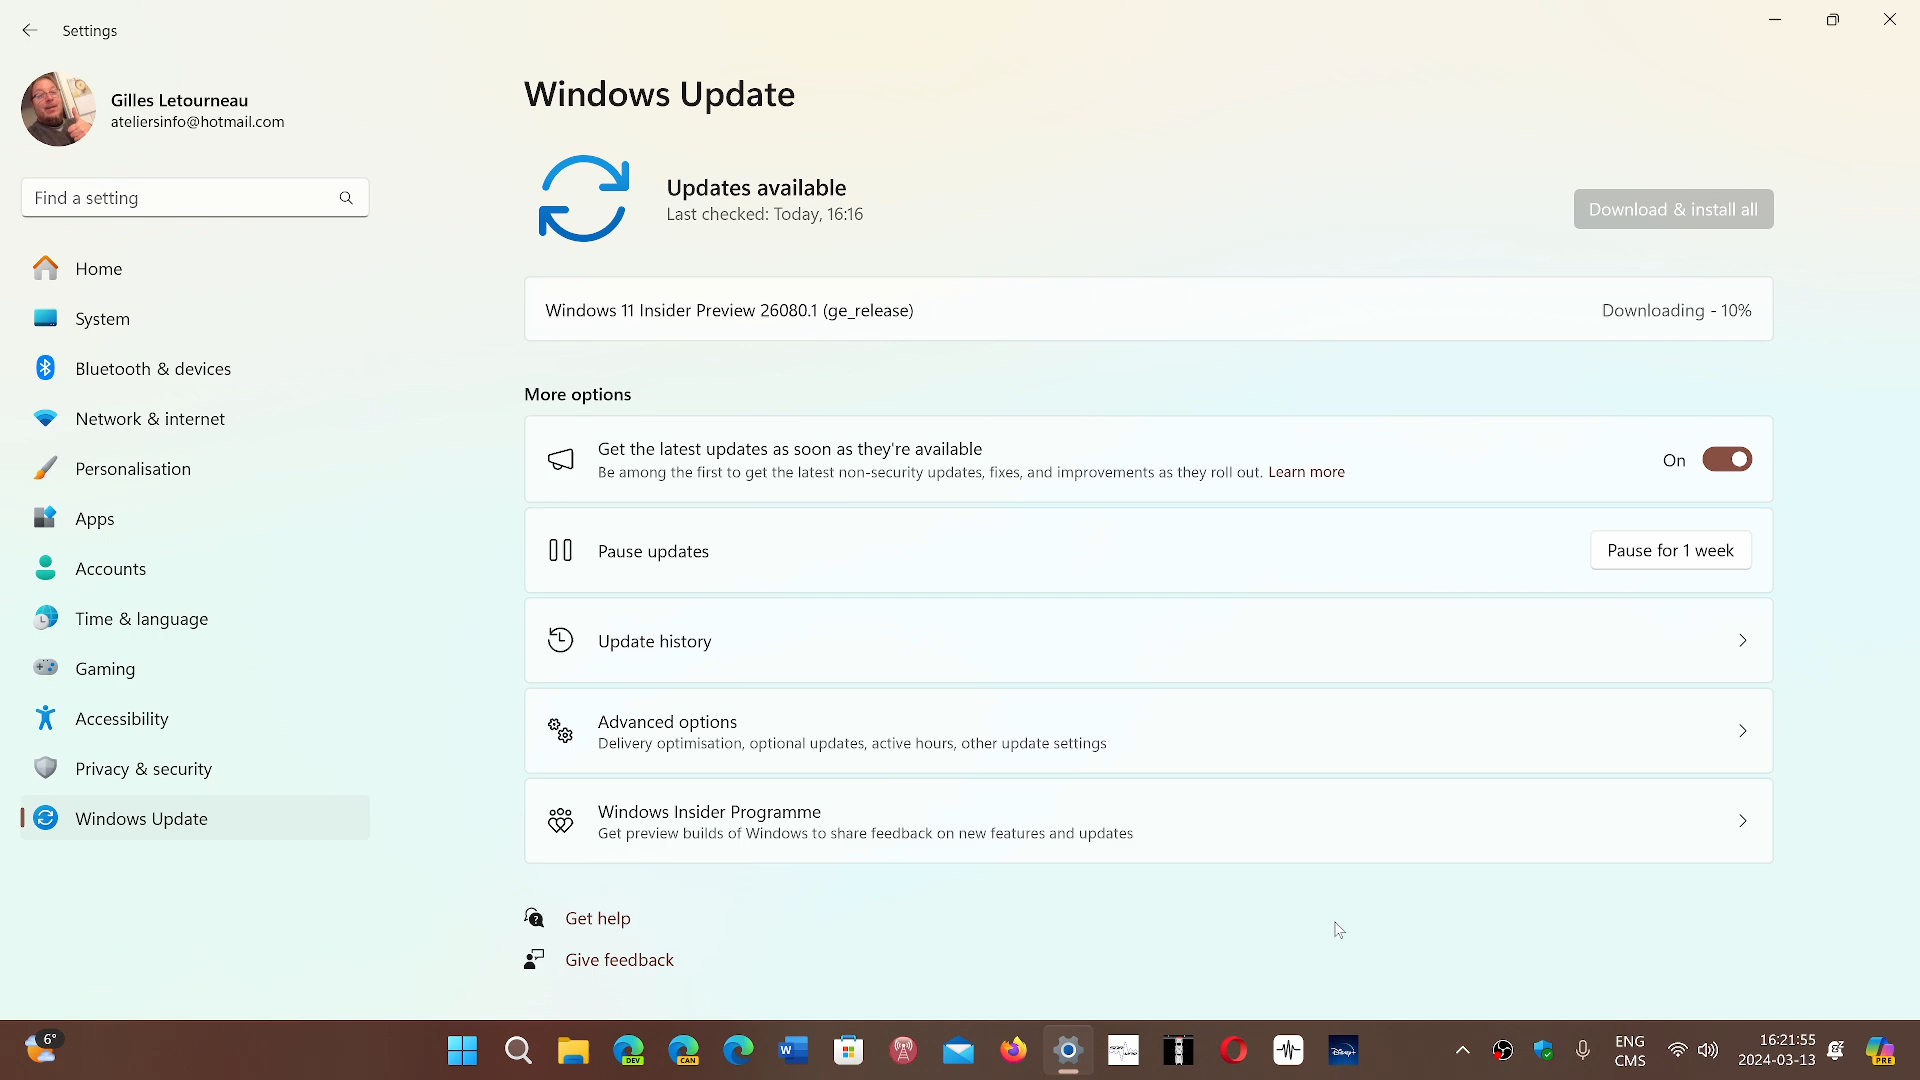 Settings
Gilles Letourneau
ateliersinfo@hotmail.com
Find a setting
Home
System
Bluetooth & devices
Network & internet
Personalisation
Apps
Accounts
Time & language
Gaming
Accessibility
Privacy & security
Windows Update
Windows Update
Updates available
Last checked: Today, 16:16
Download & install all
Windows 11 Insider Preview 26080.1 (ge_release)
Downloading - 10%
More options
Get the latest updates as soon as they're available
Be among the first to get the latest non-security updates, fixes, and improvements as they roll out. Learn more
On
Pause updates
Pause for 1 week
Update history
Advanced options
Delivery optimisation, optional updates, active hours, other update settings
Windows Insider Programme
Get preview builds of Windows to share feedback on new features and updates
Get help
Give feedback
6°
DEV
CAN
W
Disney+
ENG
CMS
16:21:55
2024-03-13
PRE